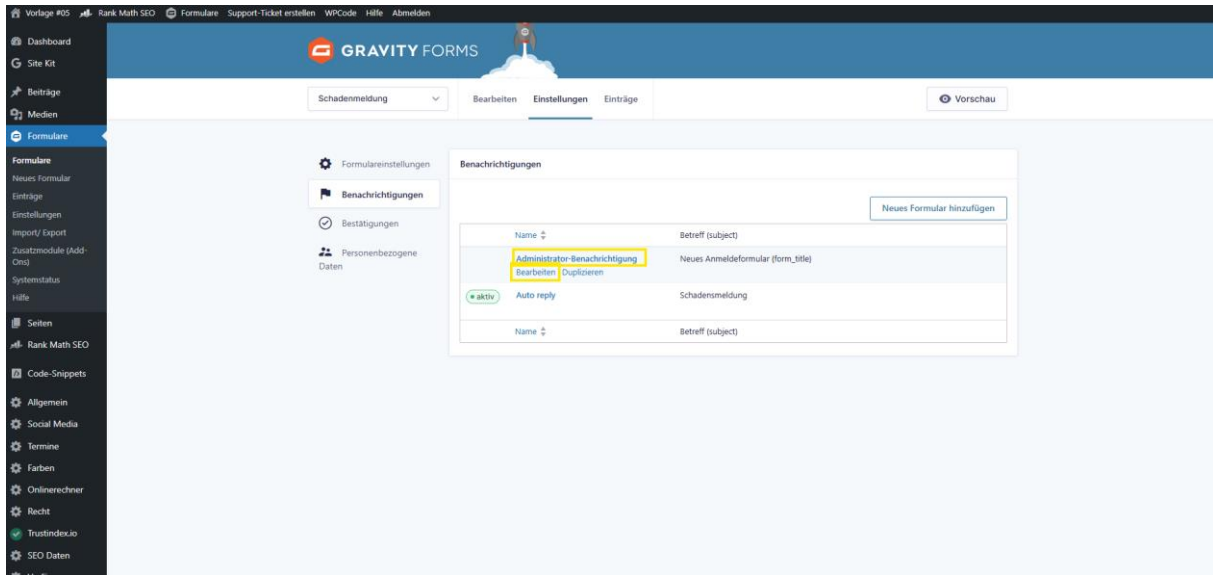 Vorlage #05 Rank Math SEO Formulare Support-Ticket erstellen WPCode Hilfe Abmelden
Dashboard
Site Kit
Beiträge
Medien
Formulare
Formulare
Neues Formular
Einträge
Einstellungen
Import/ Export
Zusatzmodule (Add-
Ons)
Systemstatus
Hilfe
Seiten
Rank Math SEO
Code-Snippets
Allgemein
Social Media
Termine
Farben
Onlinerechner
Recht
Trustindex.io
SEO Daten
GRAVITY FORMS
Schadenmeldung Bearbeiten Einstellungen Einträge Vorschau
Formulareinstellungen
Benachrichtigungen
Bestätigungen
Personenbezogene
Daten
Benachrichtigungen
Neues Formular hinzufügen
Name Betreff (subject)
Administrator-Benachrichtigung Neues Anmeldeformular (form_title)
Bearbeiten Duplizieren
aktiv Auto reply Schadensmeldung
Name Betreff (subject)